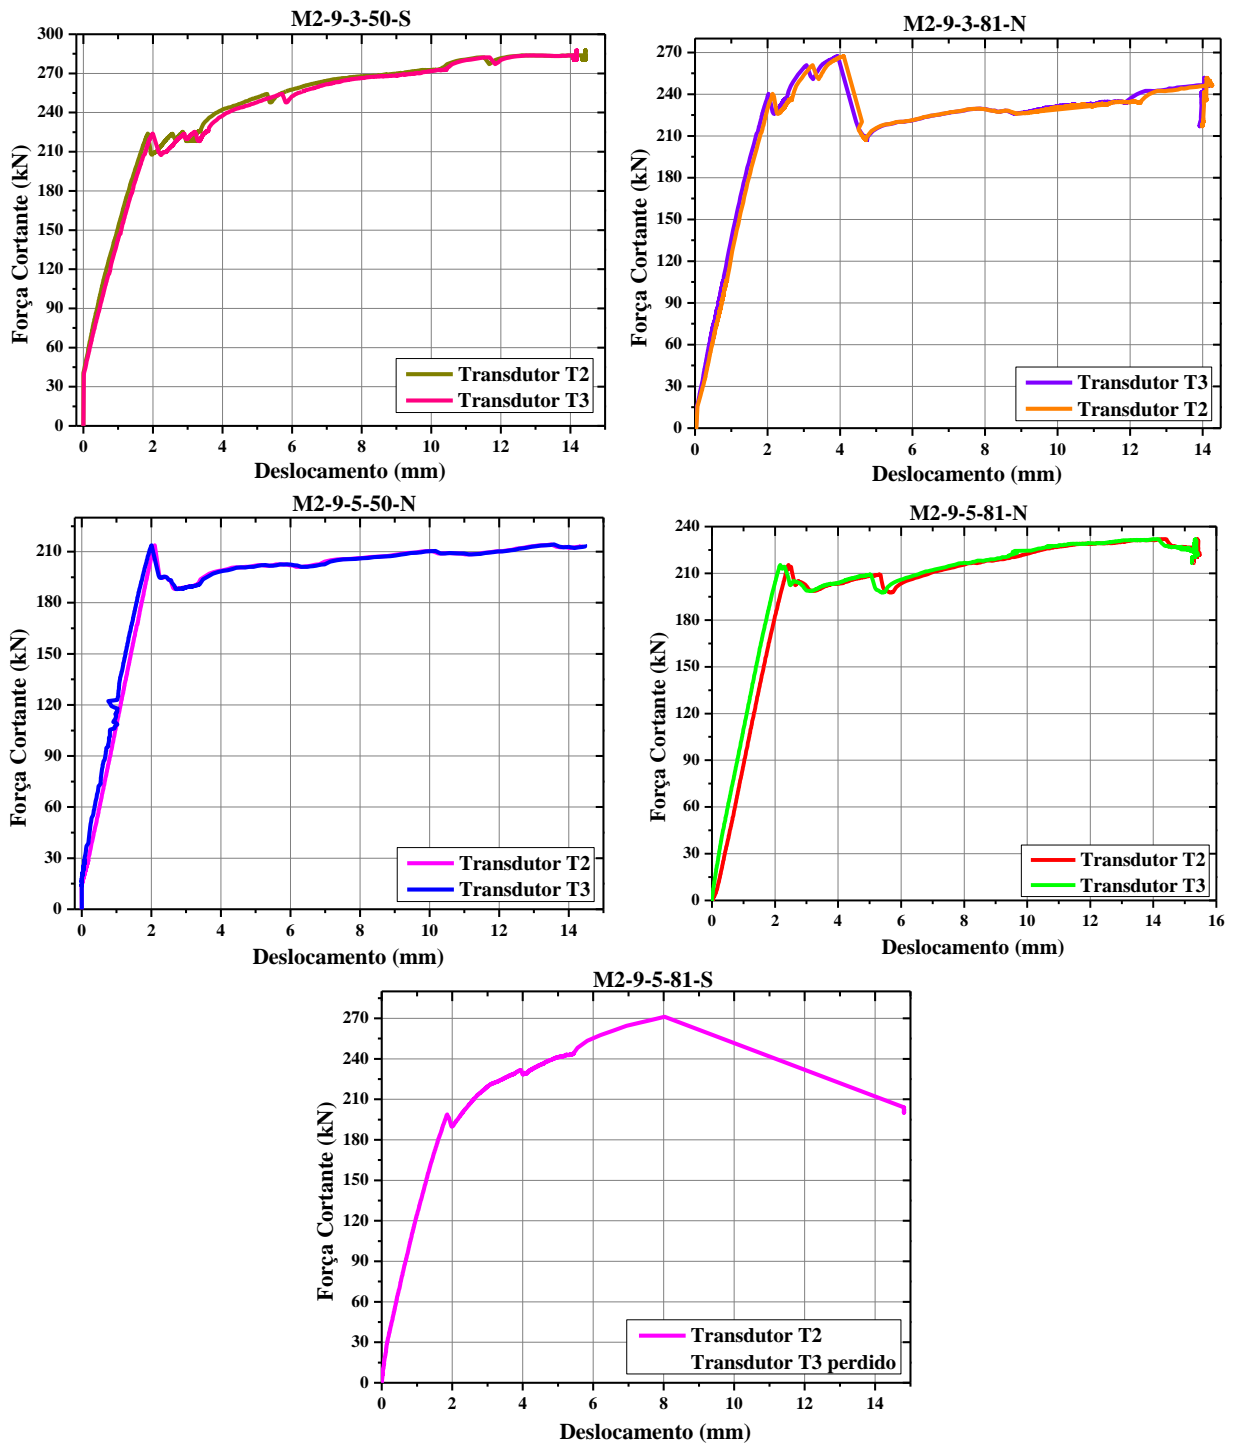 M2-9-3-50-S
300
270
240
210
180
150
120
90
60
30
0
Força Cortante (kN)
Transdutor T2
Transdutor T3
0 2 4 6 8 10 12 14
Deslocamento (mm)
M2-9-3-81-N
270
240
210
180
150
120
90
60
30
0
Força Cortante (kN)
Transdutor T3
Transdutor T2
0 2 4 6 8 10 12 14
Deslocamento (mm)
M2-9-5-50-N
210
180
150
120
90
60
30
0
Força Cortante (kN)
Transdutor T2
Transdutor T3
0 2 4 6 8 10 12 14
Deslocamento (mm)
M2-9-5-81-N
240
210
180
150
120
90
60
30
0
Força Cortante (kN)
Transdutor T2
Transdutor T3
0 2 4 6 8 10 12 14 16
Deslocamento (mm)
M2-9-5-81-S
270
240
210
180
150
120
90
60
30
0
Força Cortante (kN)
Transdutor T2
Transdutor T3 perdido
0 2 4 6 8 10 12 14
Deslocamento (mm)